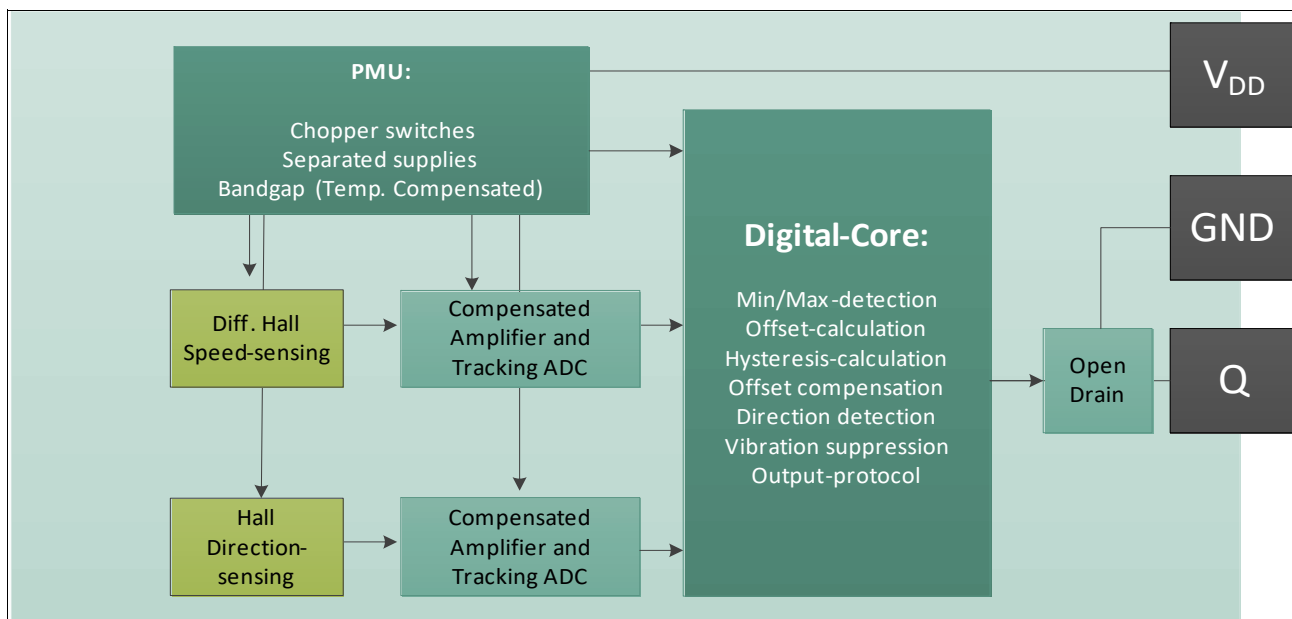 PMU:
Chopper switches
Separated supplies
Bandgap (Temp. Compensated)
VDD
GND
Digital-Core:
Min/Max-detection
Offset-calculation
Hysteresis-calculation
Offset compensation
Direction detection
Vibration suppression
Output-protocol
Diff. Hall
Speed-sensing
Compensated
Amplifier and
Tracking ADC
Open
Drain
Q
Hall
Direction-
sensing
Compensated
Amplifier and
Tracking ADC